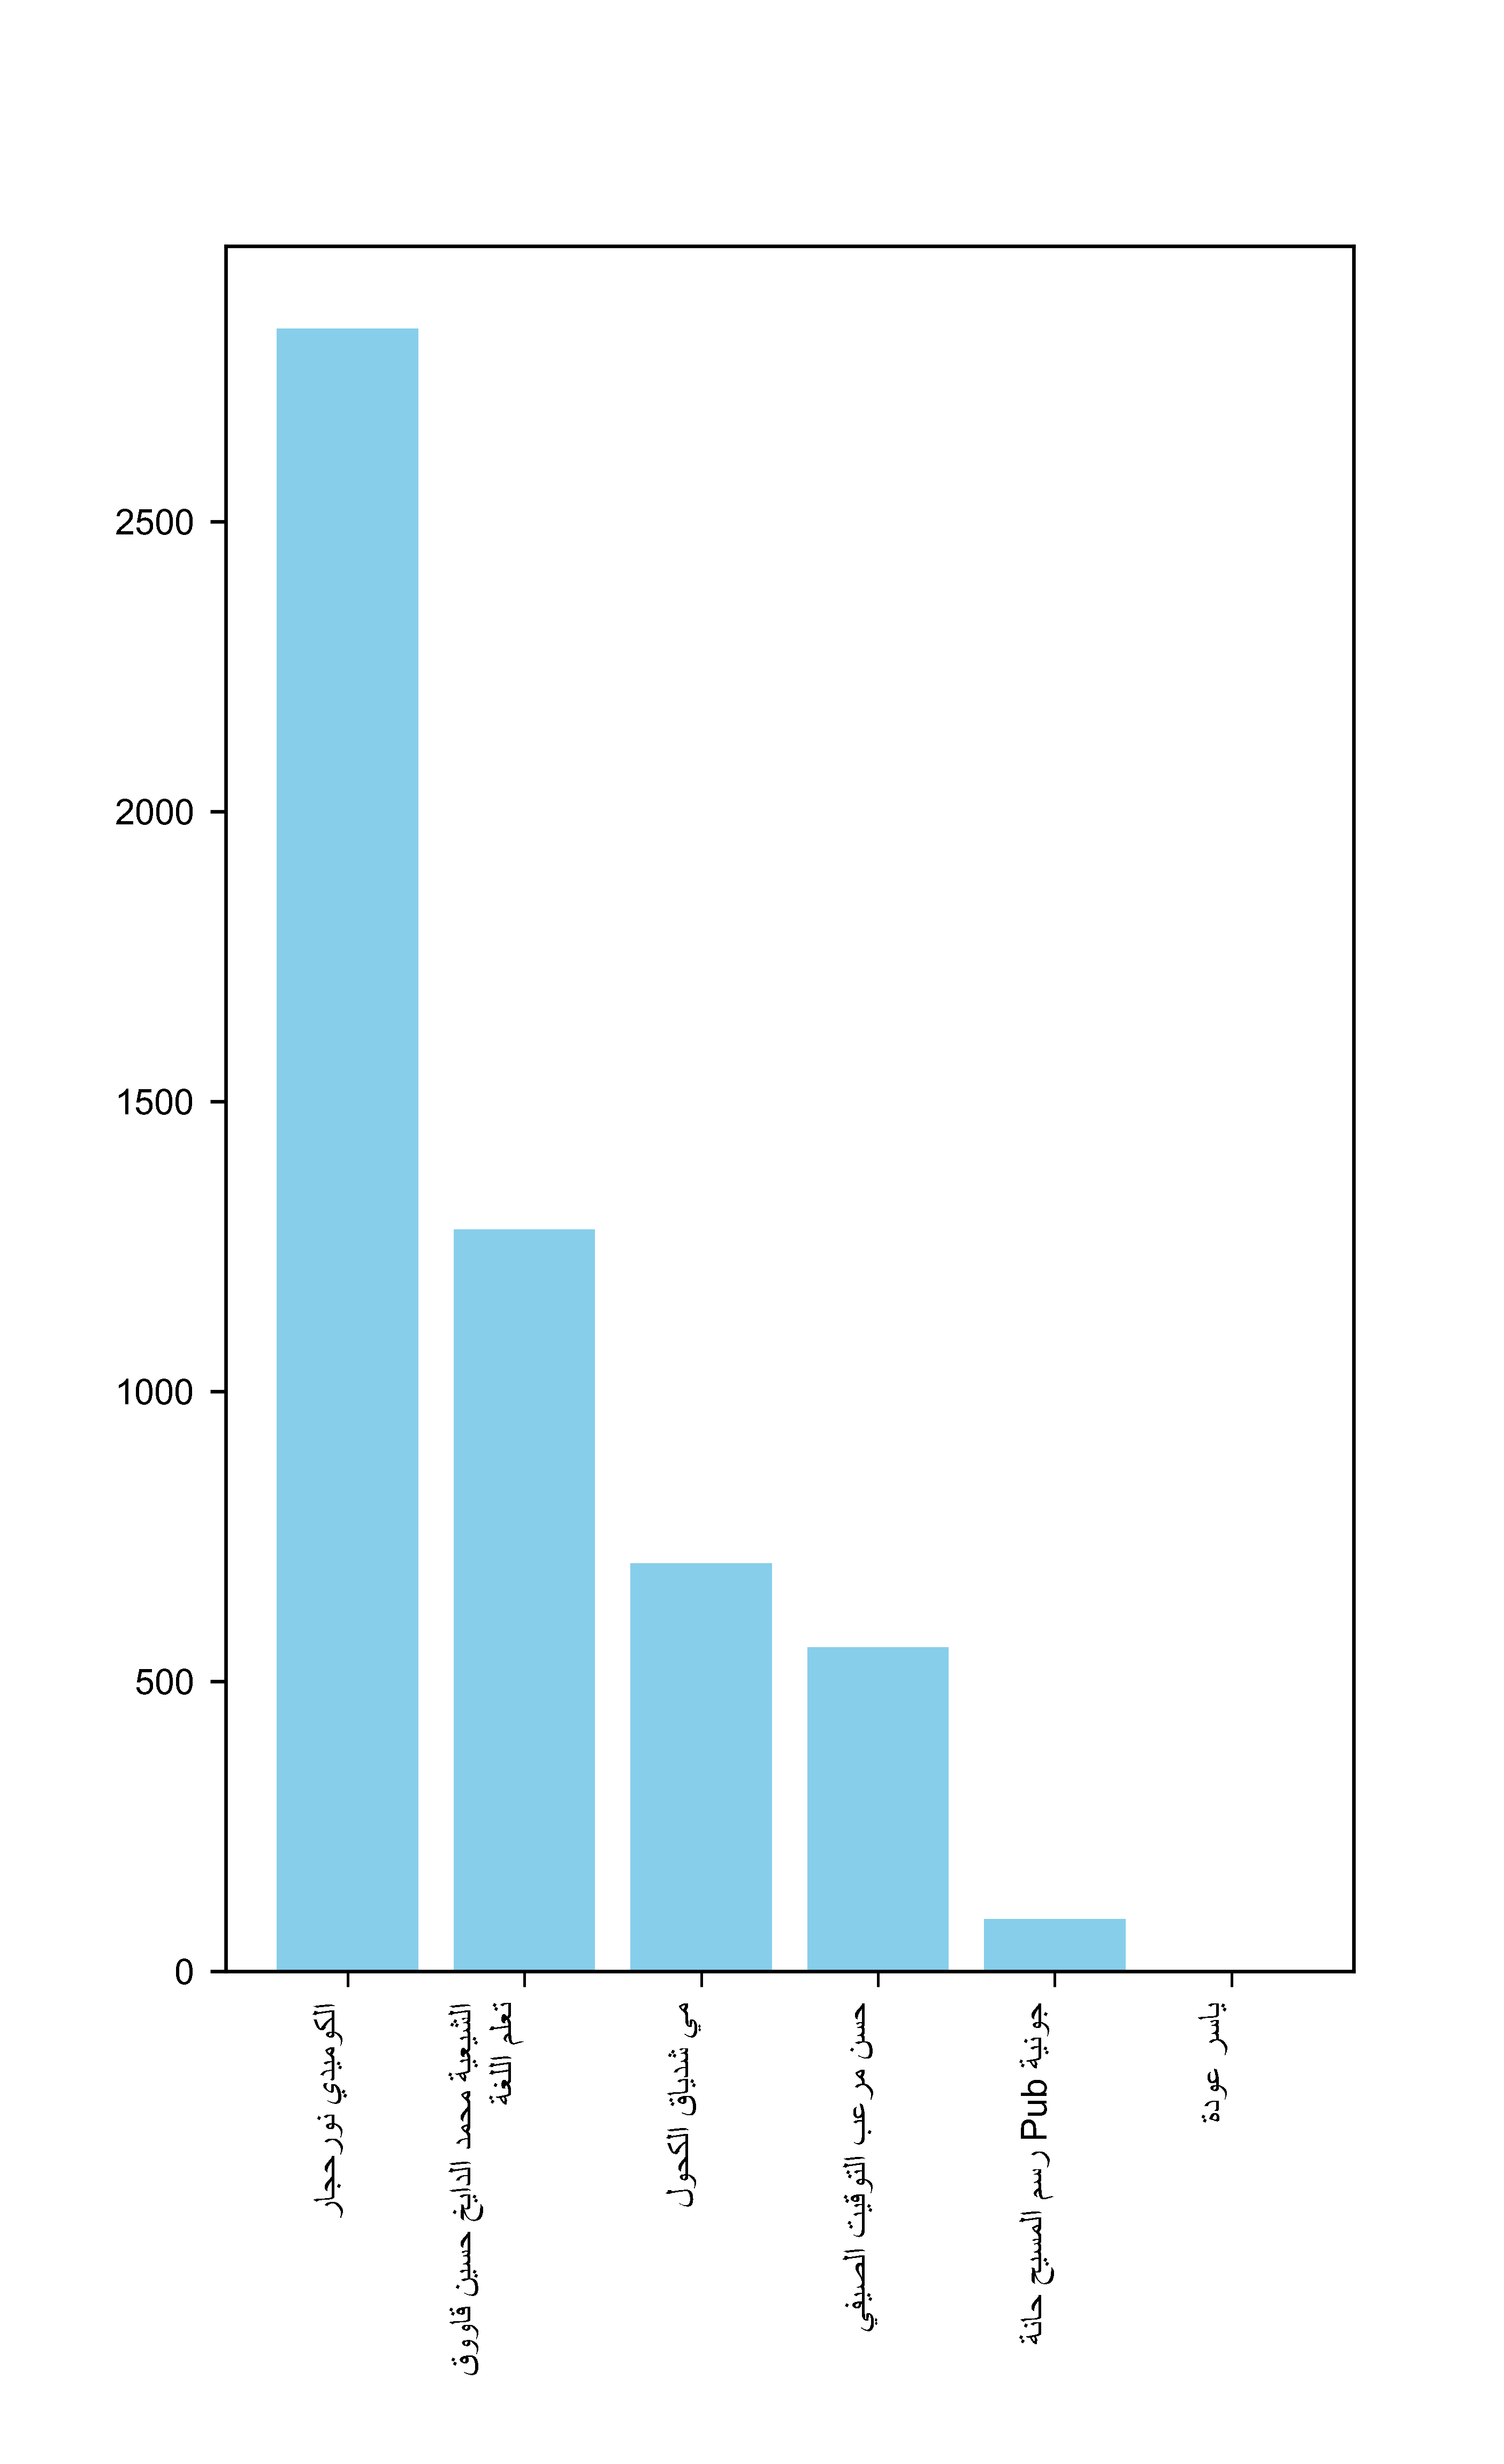 2500
2000
1500
1000
500
0
الكوميدي نور حجار
الشيعية محمد الدايخ حسين قاووق
تعلم اللغة
مي شدياق الكحول
حسن مرعب التوقيت الصيفي
جونية Pub رسم المسيح حانة
ياسر عودة